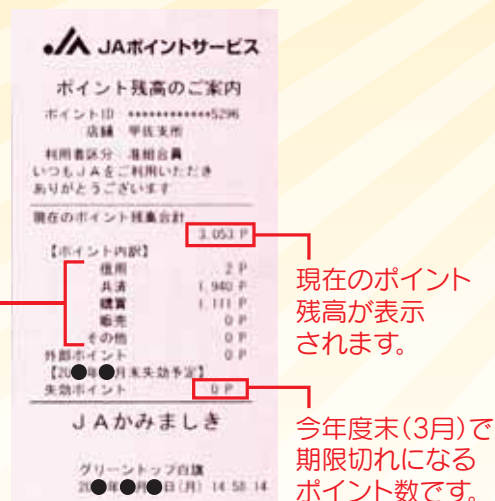 JAポイントサービス
ポイント残高のご案内
ポイントID ************5296
店舗 甲佐支所
利用者区分 准組合員
いつもJAをご利用いただき
ありがとうございます
現在のポイント残高合計
3,053 P
【ポイント内訳】
信用 2 P
共済 1,940 P
購買 1,111 P
販売 0 P
その他 0 P
外部ポイント 0 P
【20●年●月末失効予定】
失効ポイント 0 P
JAかみましき
グリーントップ白旗
20●年●月●日(月) 14:58:14
現在のポイント
残高が表示
されます。
今年度末(3月)で
期限切れになる
ポイント数です。